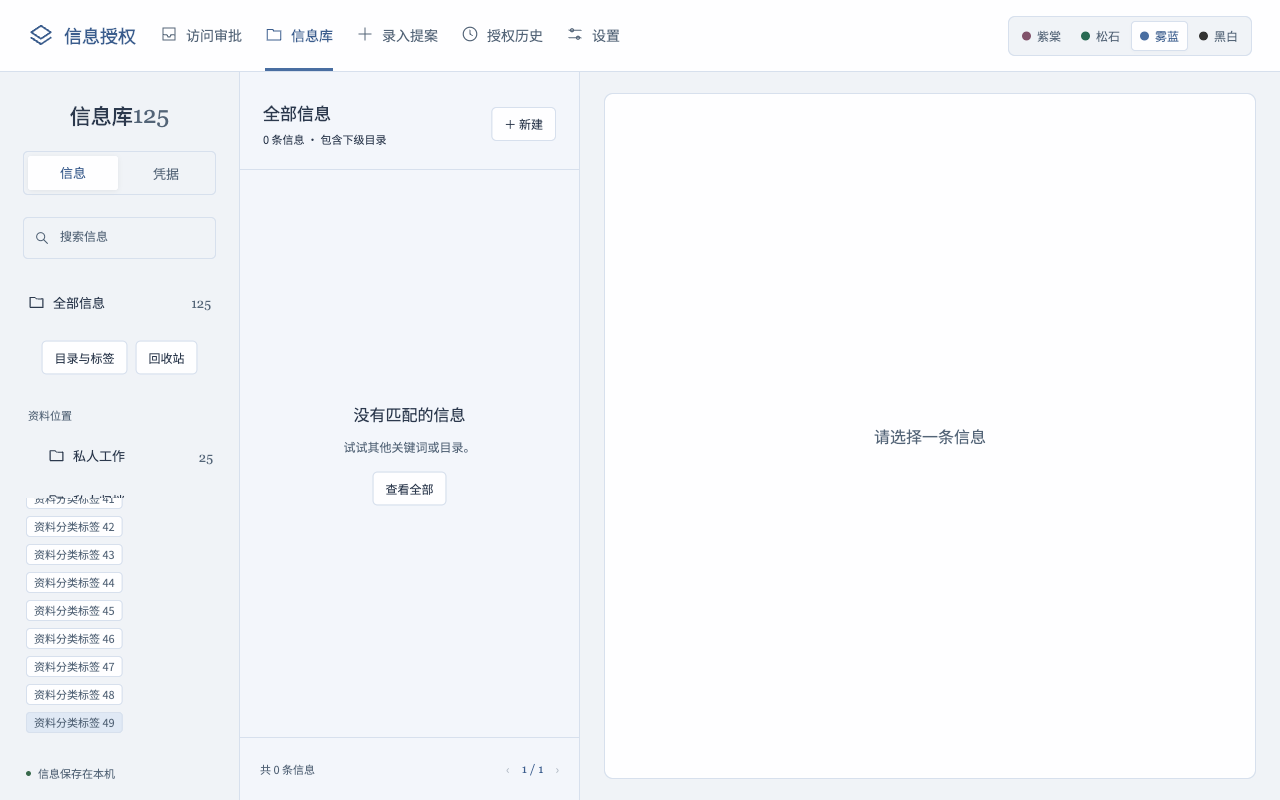 信息授权
访问审批
信息库
录入提案
授权历史
设置
紫棠
松石
雾蓝
黑白
信息库125
信息
凭据
搜索信息
全部信息 125
目录与标签
回收站
资料位置
私人工作 25
资料分类标签 41
资料分类标签 42
资料分类标签 43
资料分类标签 44
资料分类标签 45
资料分类标签 46
资料分类标签 47
资料分类标签 48
资料分类标签 49
信息保存在本机
全部信息
0 条信息 · 包含下级目录
新建
没有匹配的信息
试试其他关键词或目录。
查看全部
共 0 条信息
‹ 1 / 1 ›
请选择一条信息